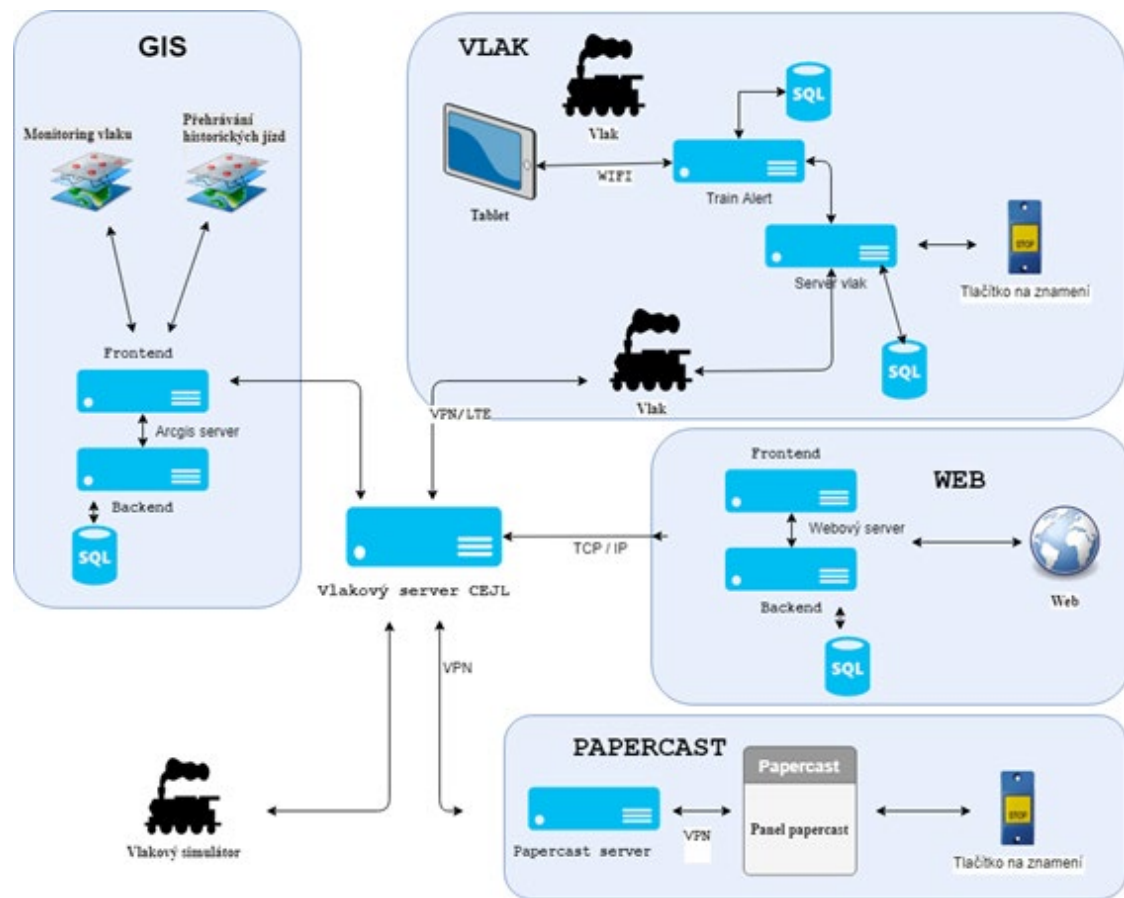 GIS
Monitoring vlaku
Přehrávání
historických jízd
Frontend
Arcgis server
Backend
SQL
VLAK
Vlak
SQL
Tablet
WIFI
Train Alert
Server vlak
STOP
Tlačítko na znamení
SQL
Vlak
VPN/LTE
Vlakový server CEJL
TCP / IP
WEB
Frontend
Webový server
Backend
SQL
Web
VPN
Vlakový simulátor
PAPERCAST
Papercast server
VPN
Papercast
Panel papercast
STOP
Tlačítko na znamení